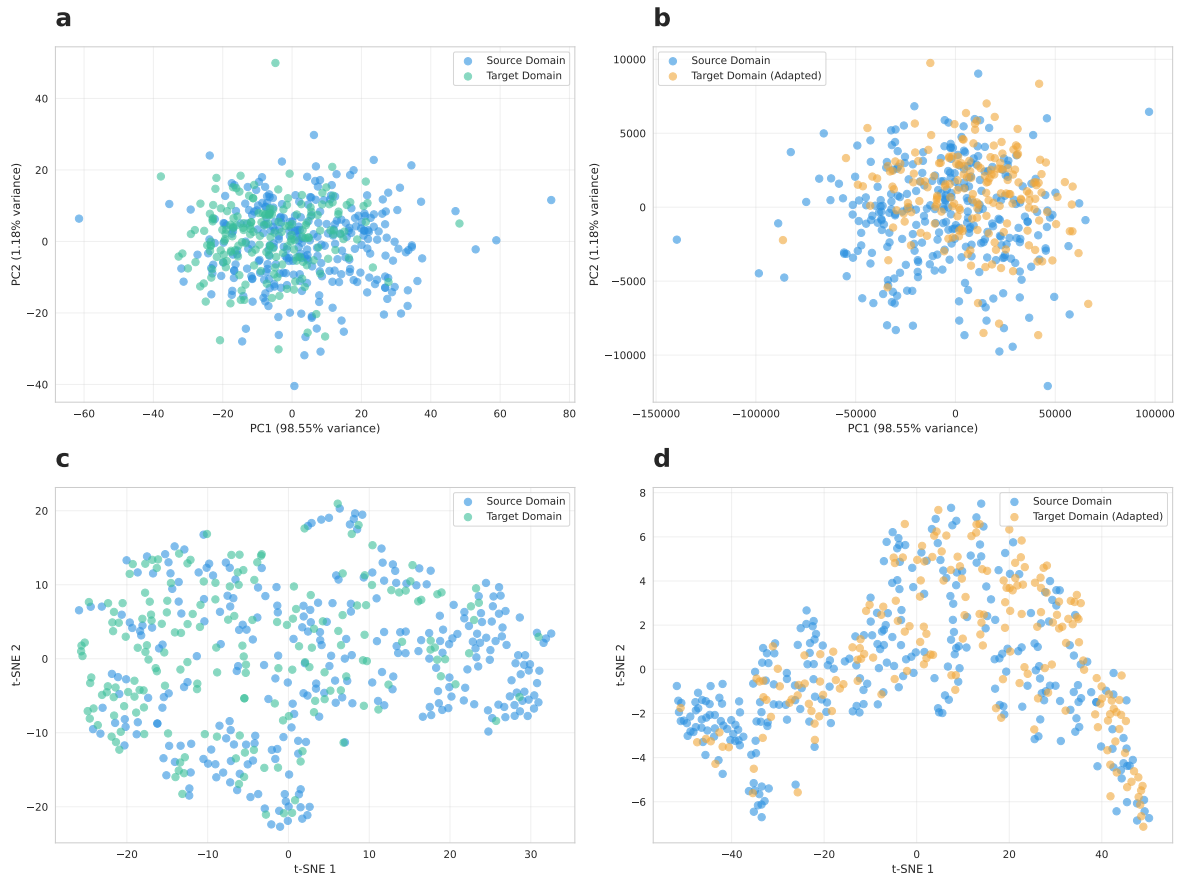 a
Source Domain
Target Domain
PC2 (1.18% variance)
40
20
0
−20
−40
−60
−40
−20
0
20
40
60
80
PC1 (98.55% variance)
b
Source Domain
Target Domain (Adapted)
PC2 (1.18% variance)
10000
5000
0
−5000
−10000
−150000
−100000
−50000
0
50000
100000
PC1 (98.55% variance)
c
Source Domain
Target Domain
t-SNE 2
20
10
0
−10
−20
−20
−10
0
10
20
30
t-SNE 1
d
Source Domain
Target Domain (Adapted)
t-SNE 2
8
6
4
2
0
−2
−4
−6
−40
−20
0
20
40
t-SNE 1